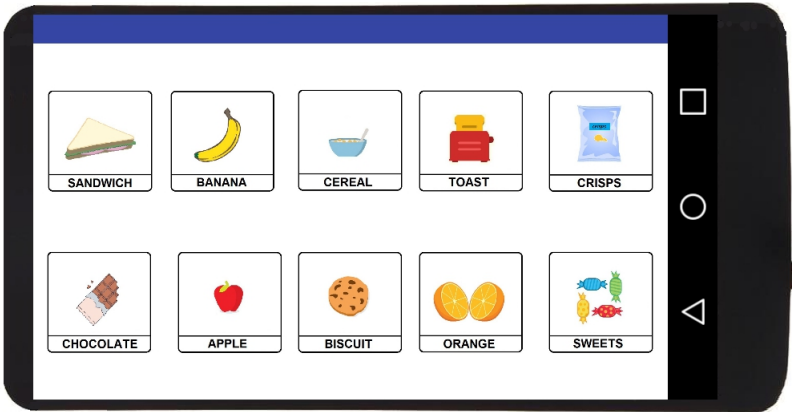 SANDWICH
BANANA
CEREAL
TOAST
CRISPS
CHOCOLATE
APPLE
BISCUIT
ORANGE
SWEETS